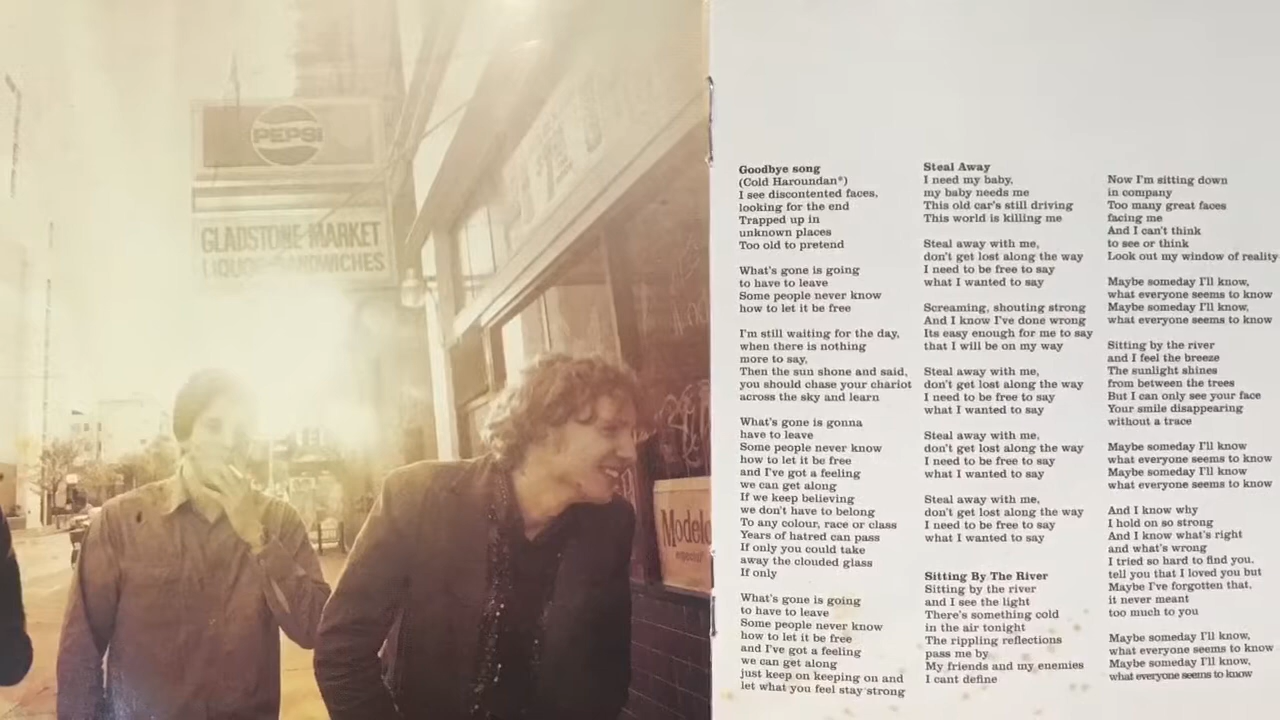 PEPSI
GLADSTONE MARKET
LIQUOR SANDWICHES
Modelo
especial
Goodbye song
(Cold Haroundan*)
I see discontented faces,
looking for the end
Trapped up in
unknown places
Too old to pretend
What's gone is going
to have to leave
Some people never know
how to let it be free
I'm still waiting for the day,
when there is nothing
more to say,
Then the sun shone and said,
you should chase your chariot
across the sky and learn
What's gone is gonna
have to leave
Some people never know
how to let it be free
and I've got a feeling
we can get along
If we keep believing
we don't have to belong
To any colour, race or class
Years of hatred can pass
If only you could take
away the clouded glass
If only
What's gone is going
to have to leave
Some people never know
how to let it be free
and I've got a feeling
we can get along
just keep on keeping on and
let what you feel stay strong
Steal Away
I need my baby,
my baby needs me
This old car's still driving
This world is killing me
Steal away with me,
don't get lost along the way
I need to be free to say
what I wanted to say
Screaming, shouting strong
And I know I've done wrong
Its easy enough for me to say
that I will be on my way
Steal away with me,
don't get lost along the way
I need to be free to say
what I wanted to say
Steal away with me,
don't get lost along the way
I need to be free to say
what I wanted to say
Steal away with me,
don't get lost along the way
I need to be free to say
what I wanted to say
Sitting By The River
Sitting by the river
and I see the light
There's something cold
in the air tonight
The rippling reflections
pass me by
My friends and my enemies
I cant define
Now I'm sitting down
in company
Too many great faces
facing me
And I can't think
to see or think
Look out my window of reality
Maybe someday I'll know,
what everyone seems to know
Maybe someday I'll know,
what everyone seems to know
Sitting by the river
and I feel the breeze
The sunlight shines
from between the trees
But I can only see your face
Your smile disappearing
without a trace
Maybe someday I'll know
what everyone seems to know
Maybe someday I'll know
what everyone seems to know
And I know why
I hold on so strong
And I know what's right
and what's wrong
I tried so hard to find you,
tell you that I loved you but
Maybe I've forgotten that,
it never meant
too much to you
Maybe someday I'll know,
what everyone seems to know
Maybe someday I'll know,
what everyone seems to know